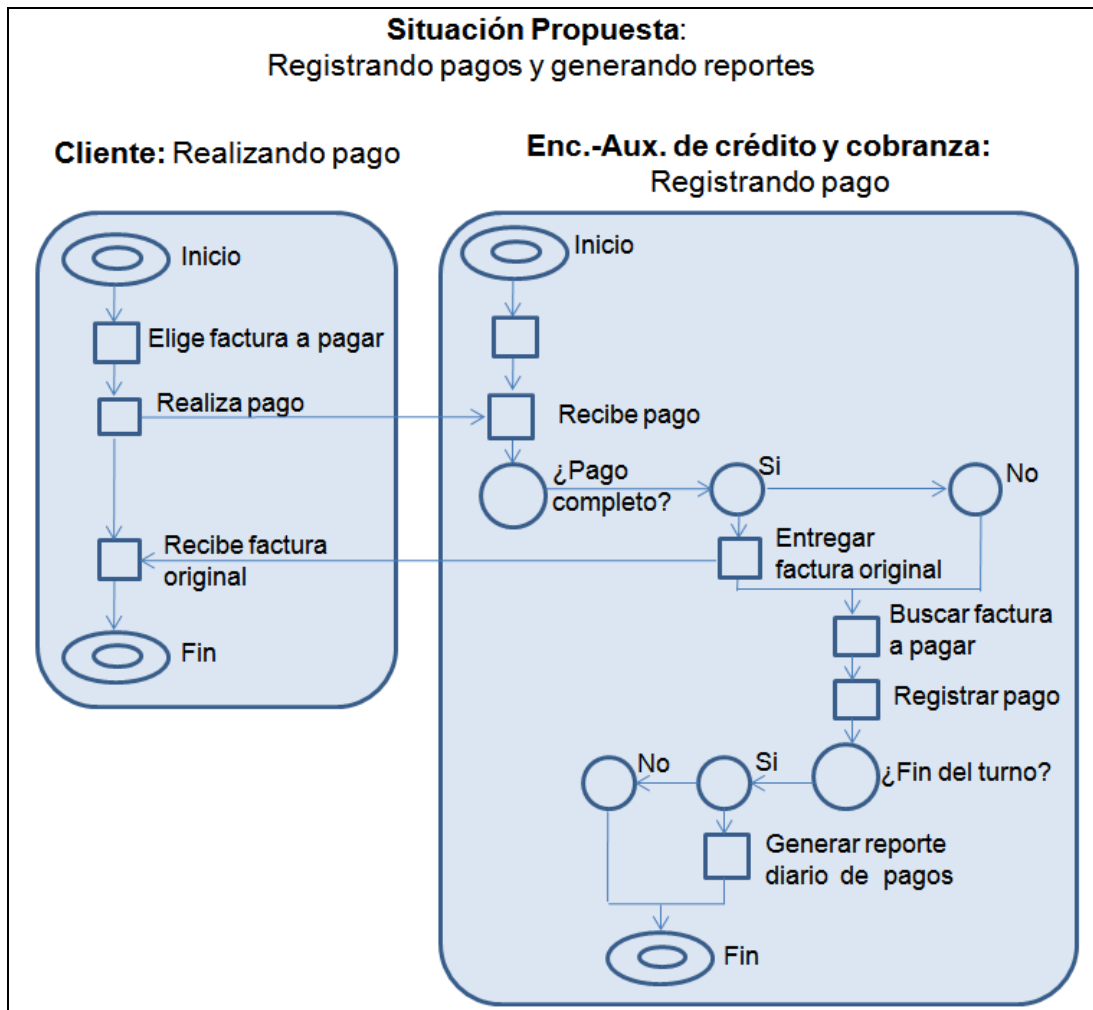 Situación Propuesta:
Registrando pagos y generando reportes
Cliente: Realizando pago
Inicio
Elige factura a pagar
Realiza pago
Recibe factura
original
Fin
Enc.-Aux. de crédito y cobranza:
Registrando pago
Inicio
Recibe pago
¿Pago
completo?
Si
No
Entregar
factura original
Buscar factura
a pagar
Registrar pago
¿Fin del turno?
Si
No
Generar reporte
diario de pagos
Fin